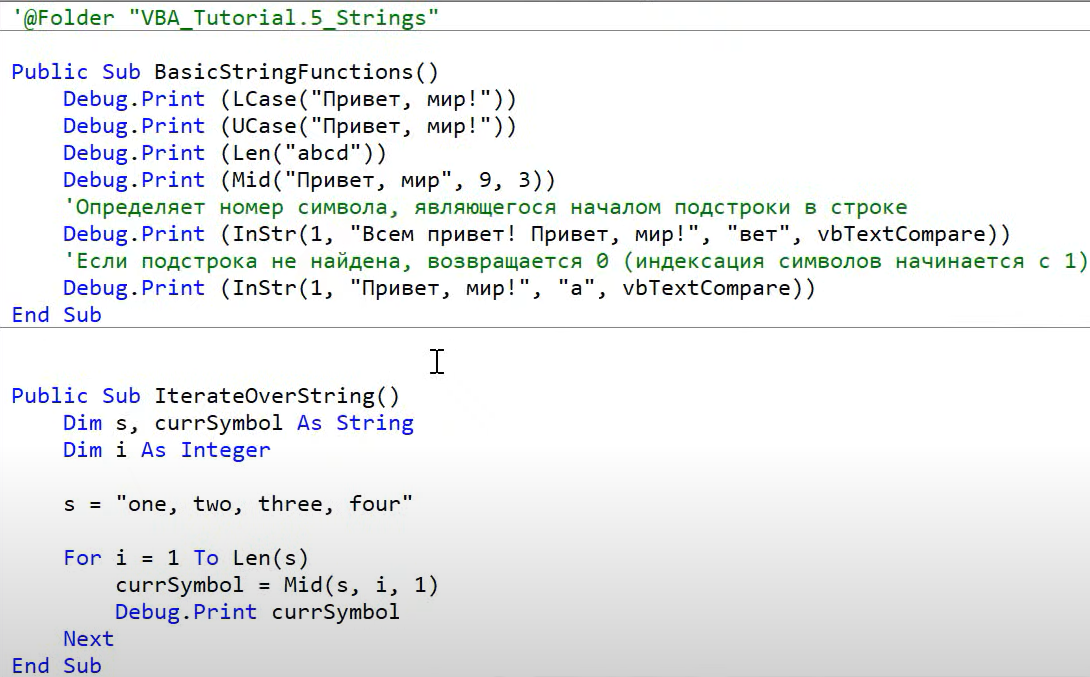 '@Folder "VBA_Tutorial.5_Strings"
Public Sub BasicStringFunctions()
Debug.Print (LCase("Привет, мир!"))
Debug.Print (UCase("Привет, мир!"))
Debug.Print (Len("abcd"))
Debug.Print (Mid("Привет, мир", 9, 3))
'Определяет номер символа, являющегося началом подстроки в строке
Debug.Print (InStr(1, "Всем привет! Привет, мир!", "вет", vbTextCompare))
'Если подстрока не найдена, возвращается 0 (индексация символов начинается с 1)
Debug.Print (InStr(1, "Привет, мир!", "а", vbTextCompare))
End Sub
Public Sub IterateOverString()
Dim s, currSymbol As String
Dim i As Integer
s = "one, two, three, four"
For i = 1 To Len(s)
currSymbol = Mid(s, i, 1)
Debug.Print currSymbol
Next
End Sub